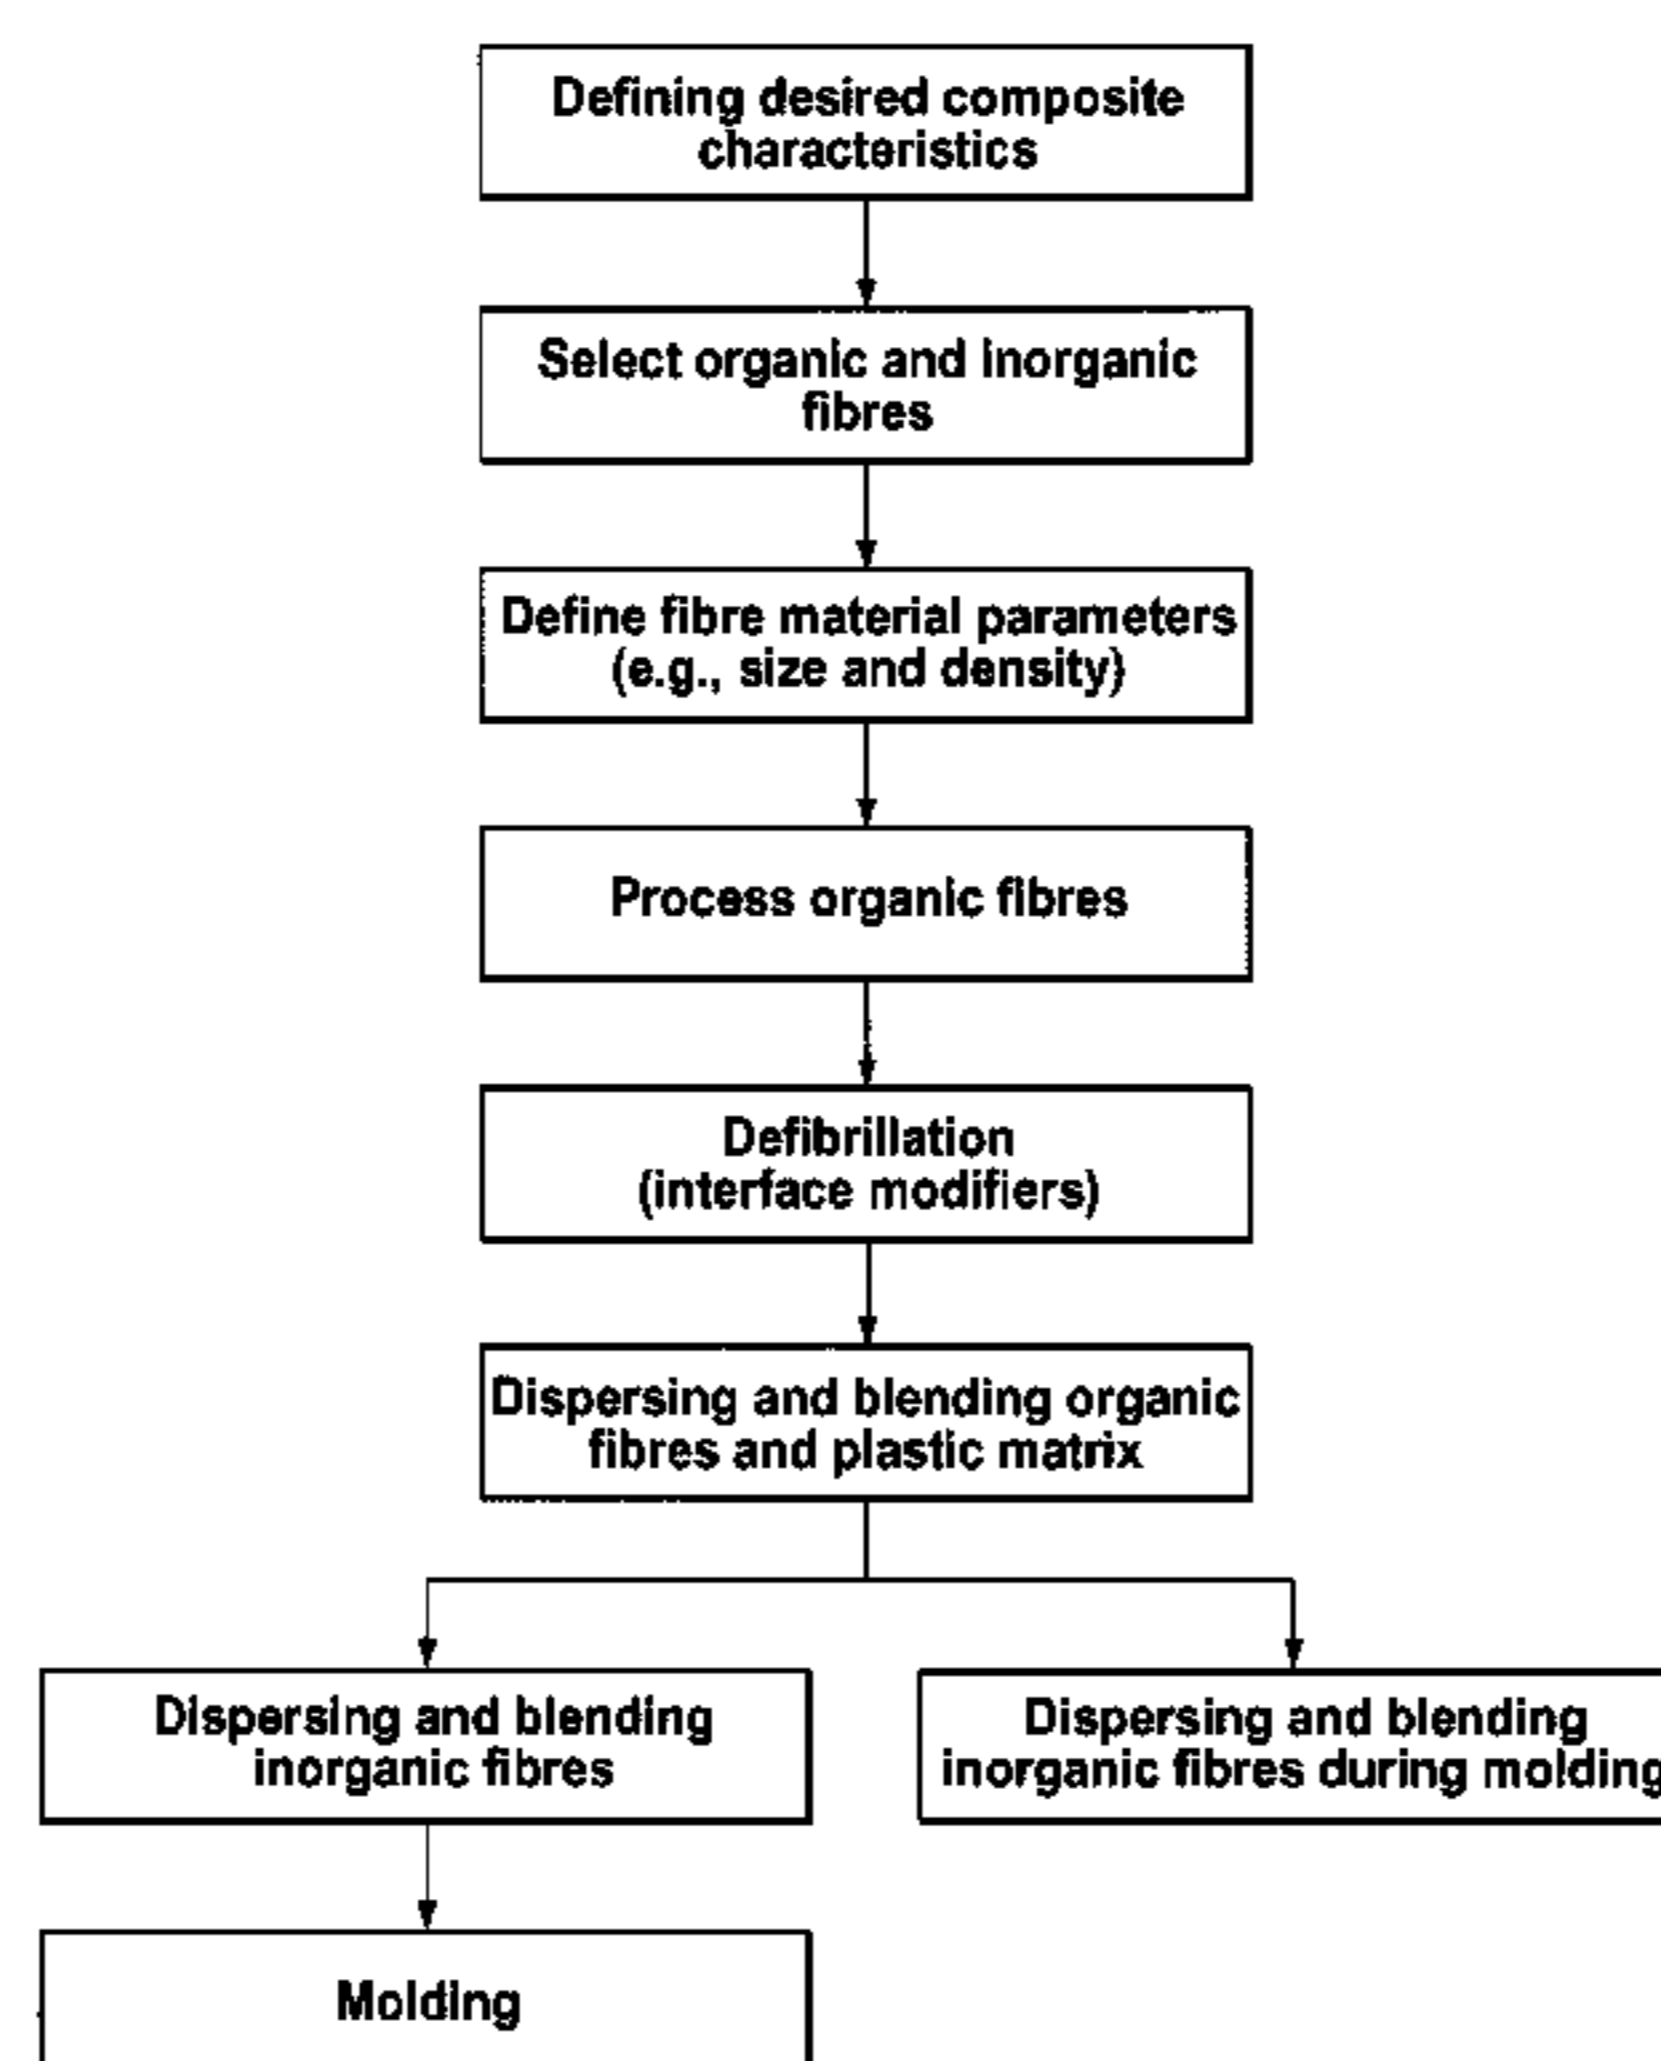 Defining desired composite
characteristics
Select organic and inorganic
fibres
Define fibre material parameters
(e.g., size and density)
Process organic fibres
Defibrillation
(interface modifiers)
Dispersing and blending organic
fibres and plastic matrix
Dispersing and blending
inorganic fibres
Dispersing and blending
inorganic fibres during molding
Molding